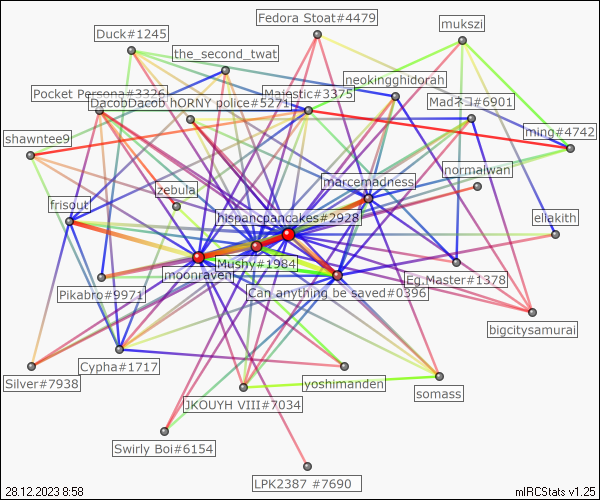 Fedora Stoat#4479
mukszi
Duck#1245
the_second_twat
neokingghidorah
Pocket Persona#3326
Majestic#3375
Madネコ#6901
DacobDacob hORNY police#5271
ming#4742
shawntee9
normalwan
marcemadness
zebula
frisout
hispancpancakes#2928
ellakith
Mushy#1984
moonraven
Eg.Master#1378
Pikabro#9971
Can anything be saved#0396
bigcitysamurai
Cypha#1717
Silver#7938
yoshimanden
somass
JKOUYH VIII#7034
Swirly Boi#6154
LPK2387 #7690
28.12.2023 8:58
mIRCStats v1.25